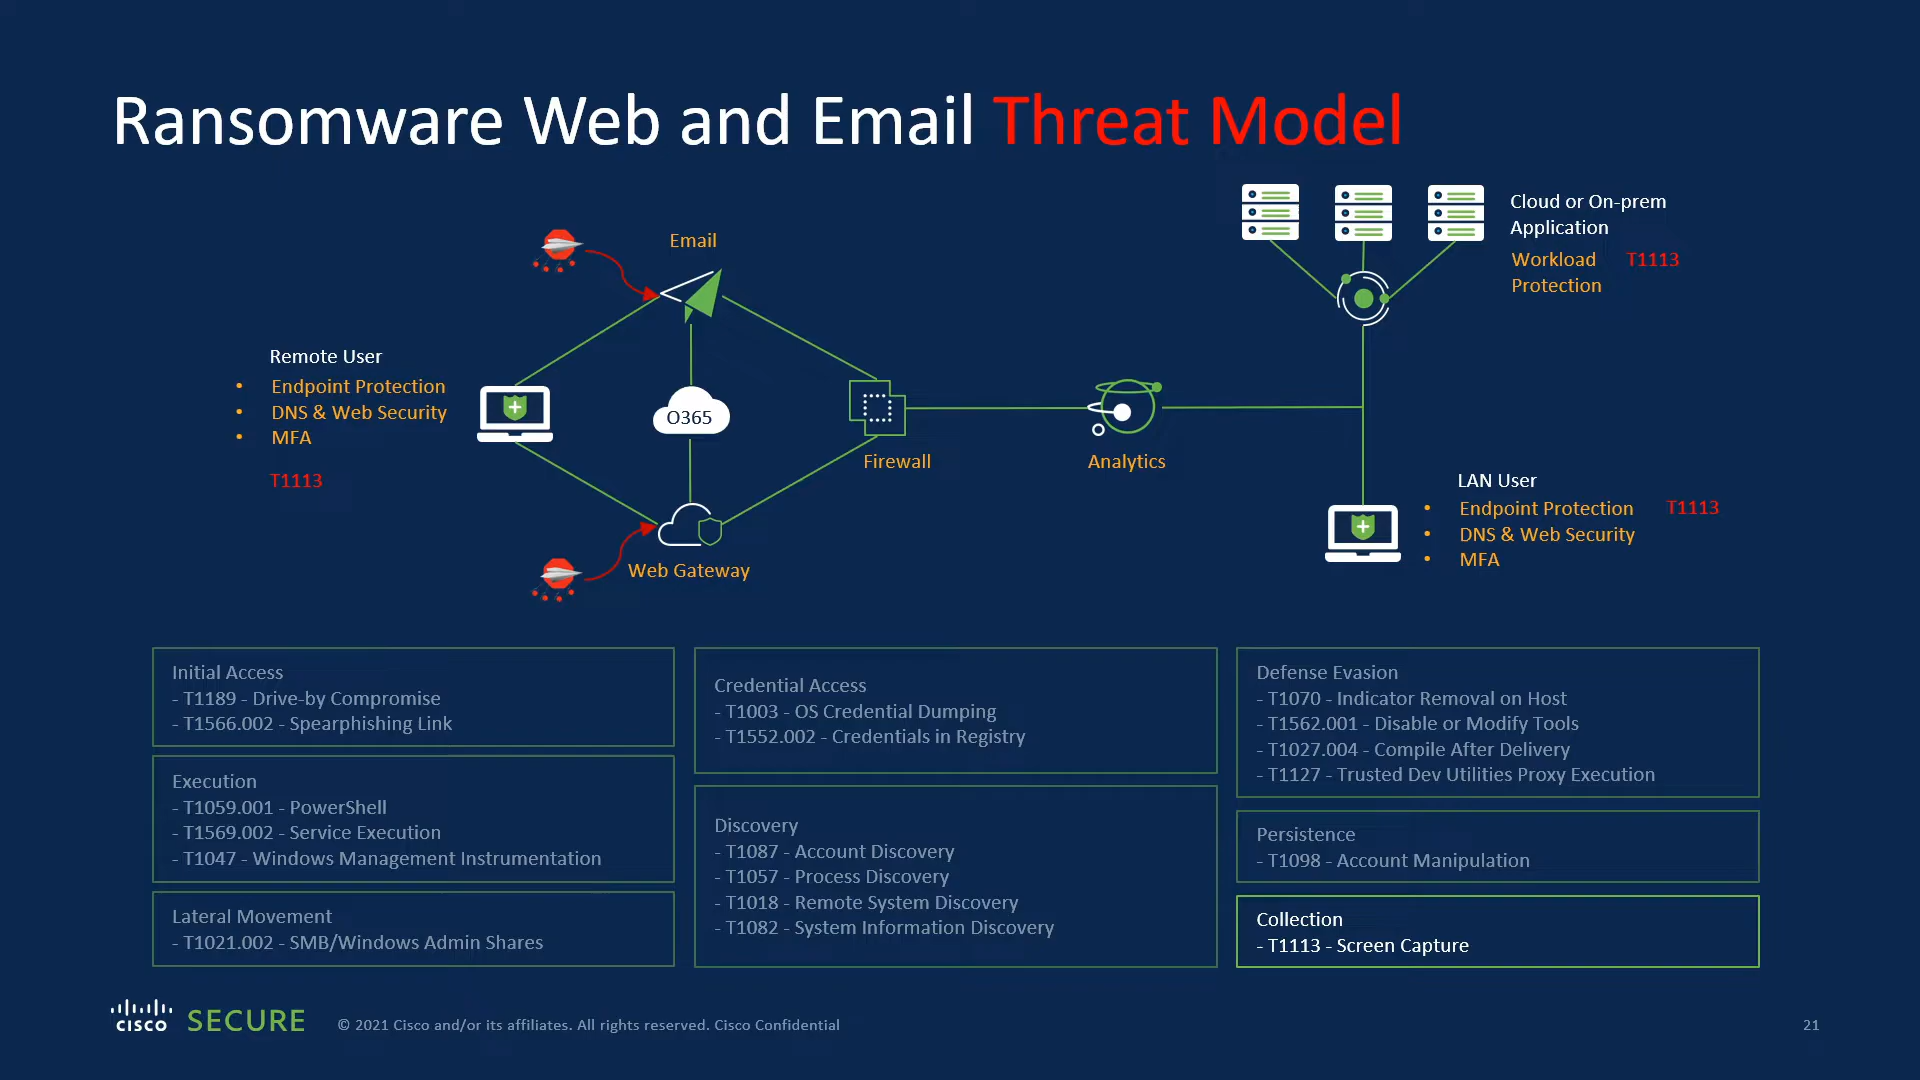 Ransomware Web and Email Threat Model
Cloud or On-prem
Application
Workload T1113
Protection
Email
Remote User
• Endpoint Protection
• DNS & Web Security
• MFA
T1113
O365
Firewall
Analytics
Web Gateway
LAN User
• Endpoint Protection T1113
• DNS & Web Security
• MFA
Initial Access
- T1189 - Drive-by Compromise
- T1566.002 - Spearphishing Link
Execution
- T1059.001 - PowerShell
- T1569.002 - Service Execution
- T1047 - Windows Management Instrumentation
Lateral Movement
- T1021.002 - SMB/Windows Admin Shares
Credential Access
- T1003 - OS Credential Dumping
- T1552.002 - Credentials in Registry
Discovery
- T1087 - Account Discovery
- T1057 - Process Discovery
- T1018 - Remote System Discovery
- T1082 - System Information Discovery
Defense Evasion
- T1070 - Indicator Removal on Host
- T1562.001 - Disable or Modify Tools
- T1027.004 - Compile After Delivery
- T1127 - Trusted Dev Utilities Proxy Execution
Persistence
- T1098 - Account Manipulation
Collection
- T1113 - Screen Capture
CISCO SECURE
© 2021 Cisco and/or its affiliates. All rights reserved. Cisco Confidential
21